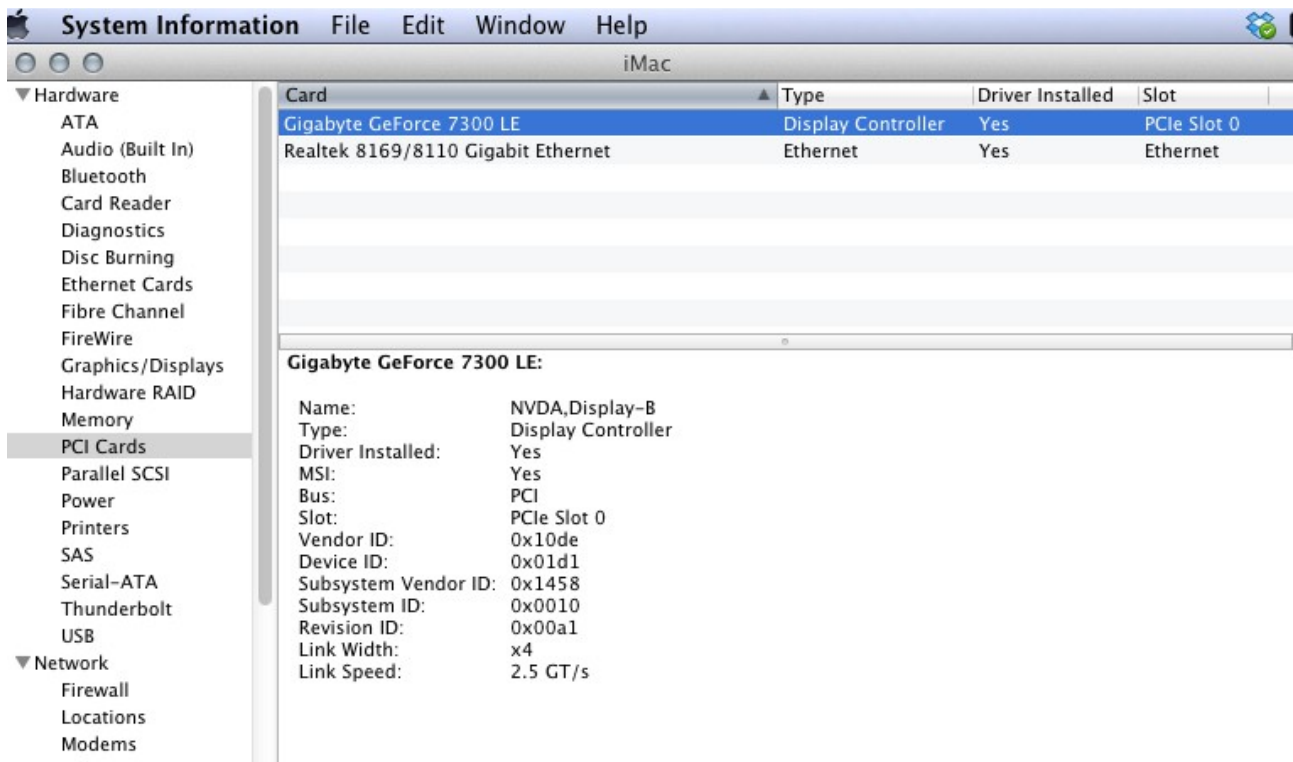 System Information File Edit Window Help
iMac
Hardware
ATA
Audio (Built In)
Bluetooth
Card Reader
Diagnostics
Disc Burning
Ethernet Cards
Fibre Channel
FireWire
Graphics/Displays
Hardware RAID
Memory
PCI Cards
Parallel SCSI
Power
Printers
SAS
Serial-ATA
Thunderbolt
USB
Network
Firewall
Locations
Modems
Card Type Driver Installed Slot
Gigabyte GeForce 7300 LE Display Controller Yes PCIe Slot 0
Realtek 8169/8110 Gigabit Ethernet Ethernet Yes Ethernet
Gigabyte GeForce 7300 LE:
Name: NVDA,Display-B
Type: Display Controller
Driver Installed: Yes
MSI: Yes
Bus: PCI
Slot: PCIe Slot 0
Vendor ID: 0x10de
Device ID: 0x01d1
Subsystem Vendor ID: 0x1458
Subsystem ID: 0x0010
Revision ID: 0x00a1
Link Width: x4
Link Speed: 2.5 GT/s